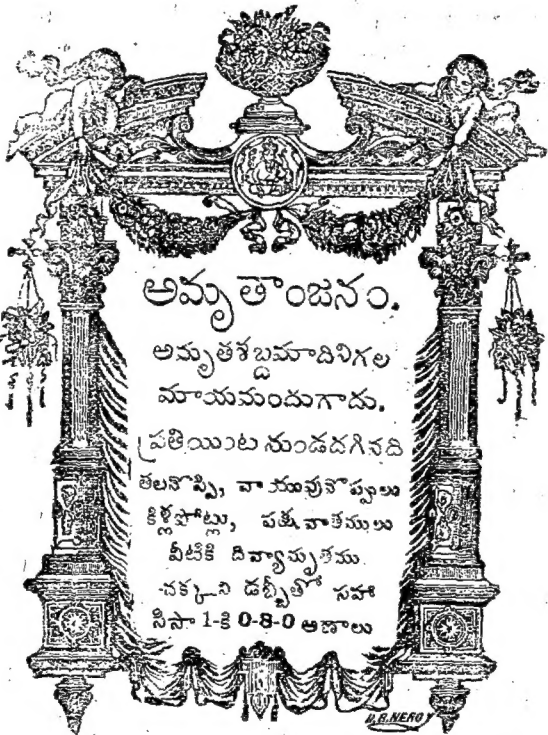 అమృతాంజనం.
అమృతశబ్దమాదినిగల
మాయమందుగాదు.
ప్రతియింట నుండదగినది
తలనొప్పి, వాయువునొప్పులు
కీళ్లపోట్లు, పక్షవాతములు
వీటికి దివ్యామృతము
చక్కని డబ్బీతో సహా
సీసా 1-కి 0-8-0 అణాలు